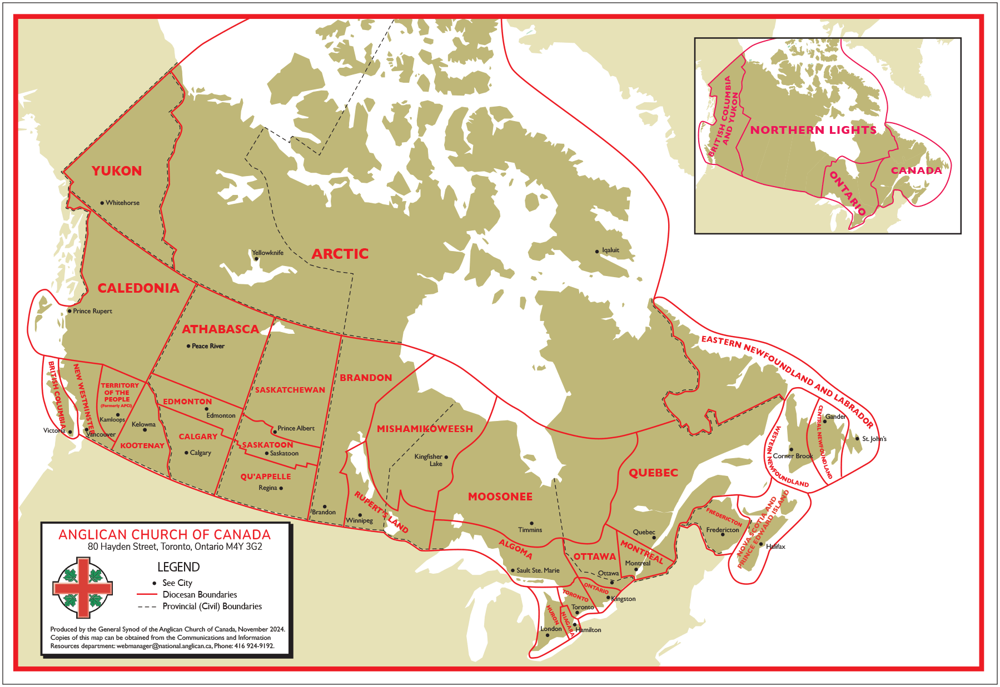 YUKON
Whitehorse
ARCTIC
Yellowknife
Iqaluit
CALEDONIA
Prince Rupert
ATHABASCA
Peace River
BRITISH COLUMBIA
Victoria
NEW WESTMINSTER
Vancouver
TERRITORY
OF THE
PEOPLE
(Formerly APCI)
Kamloops
Kelowna
KOOTENAY
EDMONTON
Edmonton
CALGARY
Calgary
SASKATCHEWAN
Prince Albert
SASKATOON
Saskatoon
QU'APPELLE
Regina
BRANDON
Brandon
MISHAMIKOWEESH
Kingfisher
Lake
RUPERT'S LAND
Winnipeg
MOOSONEE
Timmins
ALGOMA
Sault Ste. Marie
QUEBEC
Quebec
MONTREAL
Montreal
OTTAWA
Ottawa
ONTARIO
Kingston
TORONTO
Toronto
HURON
London
NIAGARA
Hamilton
EASTERN NEWFOUNDLAND AND LABRADOR
St. John's
CENTRAL NEWFOUNDLAND
Gander
WESTERN NEWFOUNDLAND
Corner Brook
FREDERICTON
Fredericton
NOVA SCOTIA AND
PRINCE EDWARD ISLAND
Halifax
BRITISH COLUMBIA
AND YUKON
NORTHERN LIGHTS
ONTARIO
CANADA
ANGLICAN CHURCH OF CANADA
80 Hayden Street, Toronto, Ontario M4Y 3G2
LEGEND
See City
Diocesan Boundaries
Provincial (Civil) Boundaries
Produced by the General Synod of the Anglican Church of Canada, November 2024.
Copies of this map can be obtained from the Communications and Information
Resources department: webmanager@national.anglican.ca, Phone: 416 924-9192.